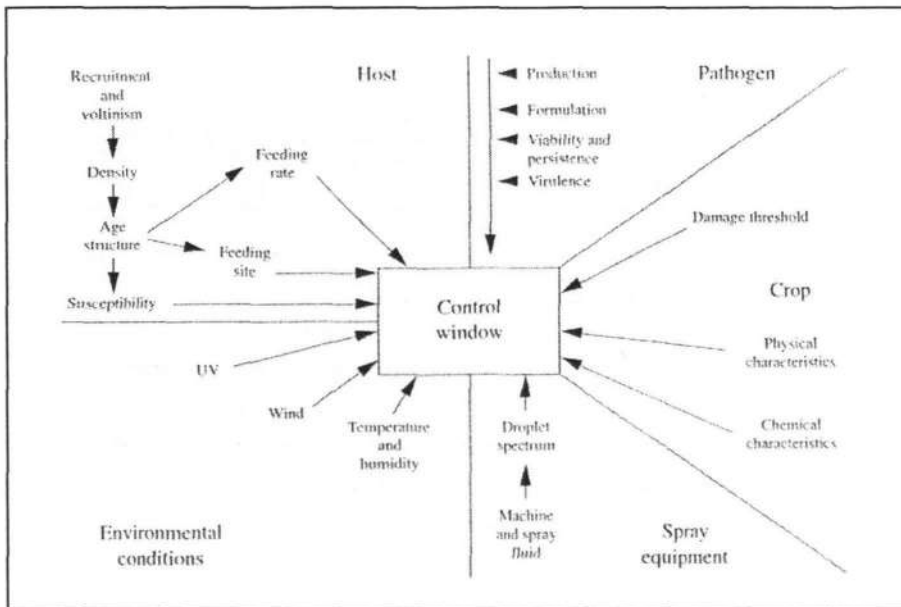 Host
Recruitment
and
voltinism
Density
Age
structure
Susceptibility
Feeding
rate
Feeding
site
Pathogen
Production
Formulation
Viability and
persistence
Virulence
Damage threshold
Crop
Physical
characteristics
Chemical
characteristics
Control
window
UV
Wind
Temperature
and
humidity
Environmental
conditions
Droplet
spectrum
Machine
and spray
fluid
Spray
equipment